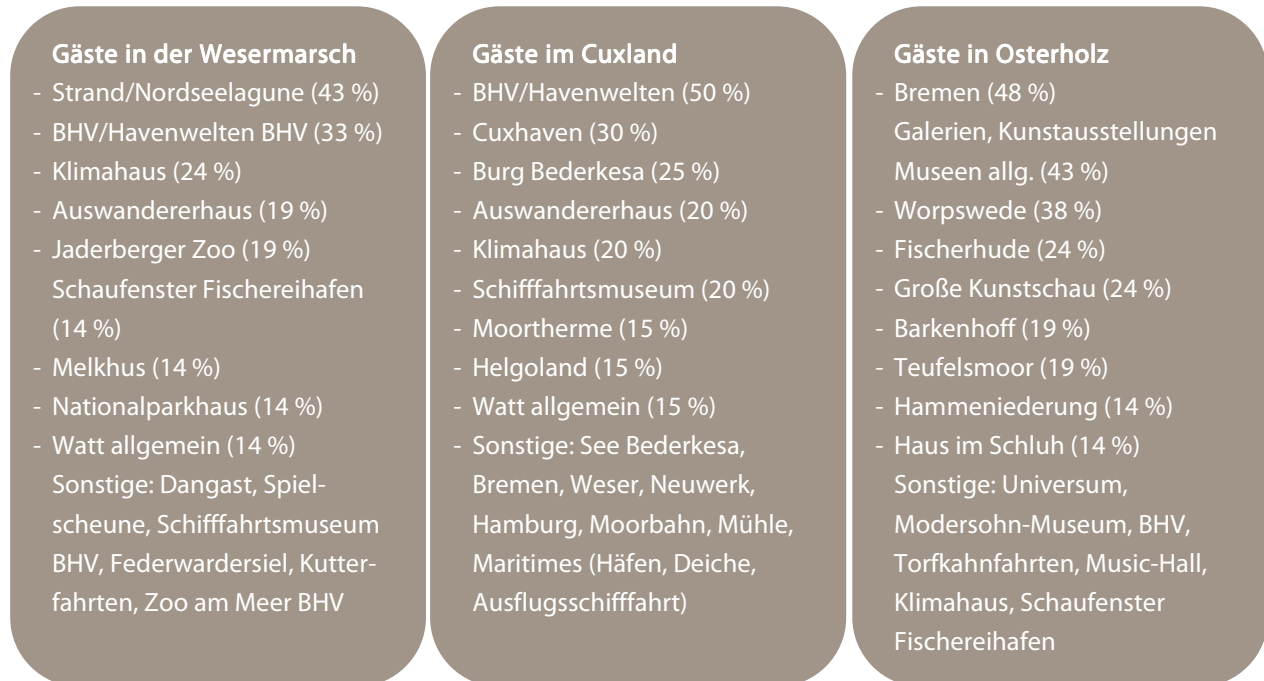 Gäste in der Wesermarsch
- Strand/Nordseelagune (43 %)
- BHV/Havenwelten BHV (33 %)
- Klimahaus (24 %)
- Auswandererhaus (19 %)
- Jaderberger Zoo (19 %)
Schaufenster Fischereihafen
(14 %)
- Melkhus (14 %)
- Nationalparkhaus (14 %)
- Watt allgemein (14 %)
Sonstige: Dangast, Spiel-
scheune, Schifffahrtsmuseum
BHV, Federwardersiel, Kutter-
fahrten, Zoo am Meer BHV
Gäste im Cuxland
- BHV/Havenwelten (50 %)
- Cuxhaven (30 %)
- Burg Bederkesa (25 %)
- Auswandererhaus (20 %)
- Klimahaus (20 %)
- Schifffahrtsmuseum (20 %)
- Moortherme (15 %)
- Helgoland (15 %)
- Watt allgemein (15 %)
- Sonstige: See Bederkesa,
Bremen, Weser, Neuwerk,
Hamburg, Moorbahn, Mühle,
Maritimes (Häfen, Deiche,
Ausflugsschifffahrt)
Gäste in Osterholz
- Bremen (48 %)
Galerien, Kunstausstellungen
Museen allg. (43 %)
- Worpswede (38 %)
- Fischerhude (24 %)
- Große Kunstschau (24 %)
- Barkenhoff (19 %)
- Teufelsmoor (19 %)
- Hammeniederung (14 %)
- Haus im Schluh (14 %)
Sonstige: Universum,
Modersohn-Museum, BHV,
Torfkahnfahrten, Music-Hall,
Klimahaus, Schaufenster
Fischereihafen